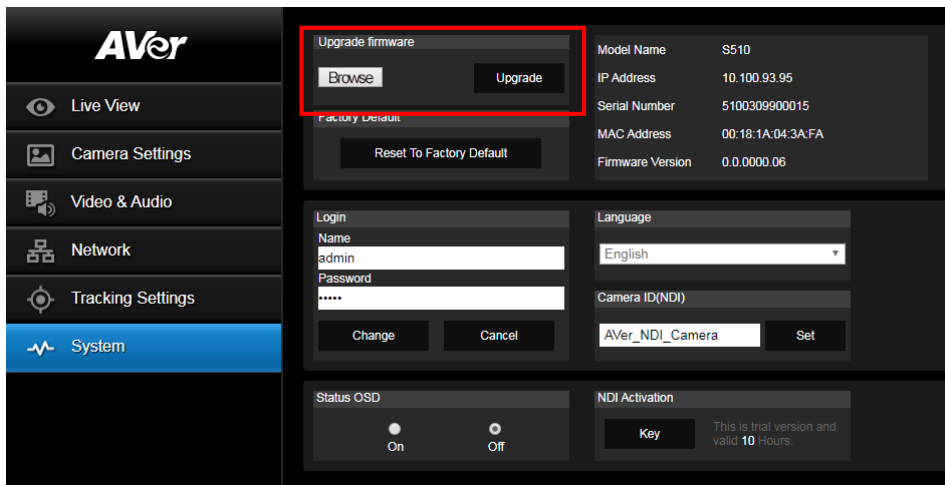 AVer
Live View
Camera Settings
Video & Audio
Network
Tracking Settings
System
Upgrade firmware
Browse
Upgrade
Factory Default
Reset To Factory Default
Model Name S510
IP Address 10.100.93.95
Serial Number 5100309900015
MAC Address 00:18:1A:04:3A:FA
Firmware Version 0.0.0000.06
Login
Name
admin
Password
•••••
Change Cancel
Language
English
Camera ID(NDI)
AVer_NDI_Camera Set
Status OSD
On Off
NDI Activation
Key
This is trial version and
valid 10 Hours.